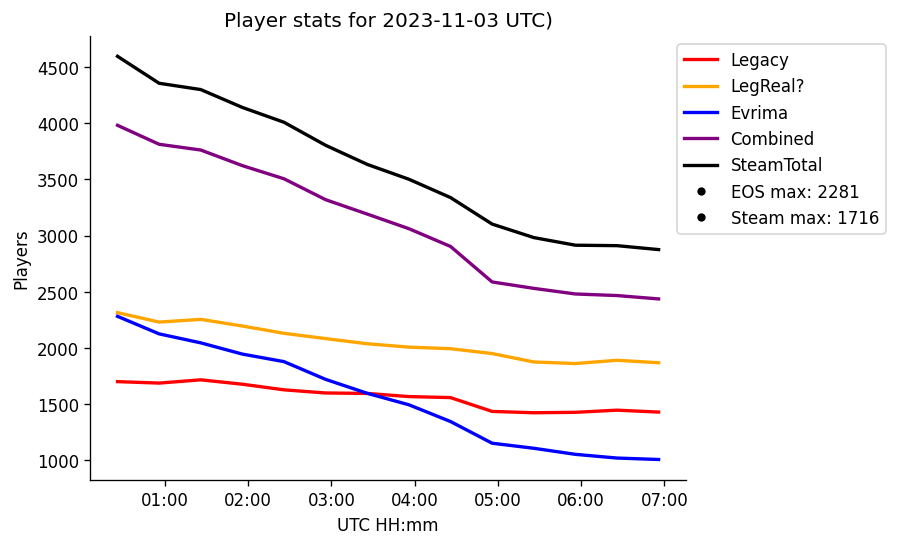 Player stats for 2023-11-03 UTC)
Players
4500
4000
3500
3000
2500
2000
1500
1000
01:00 02:00 03:00 04:00 05:00 06:00 07:00
UTC HH:mm
Legacy
LegReal?
Evrima
Combined
SteamTotal
EOS max: 2281
Steam max: 1716